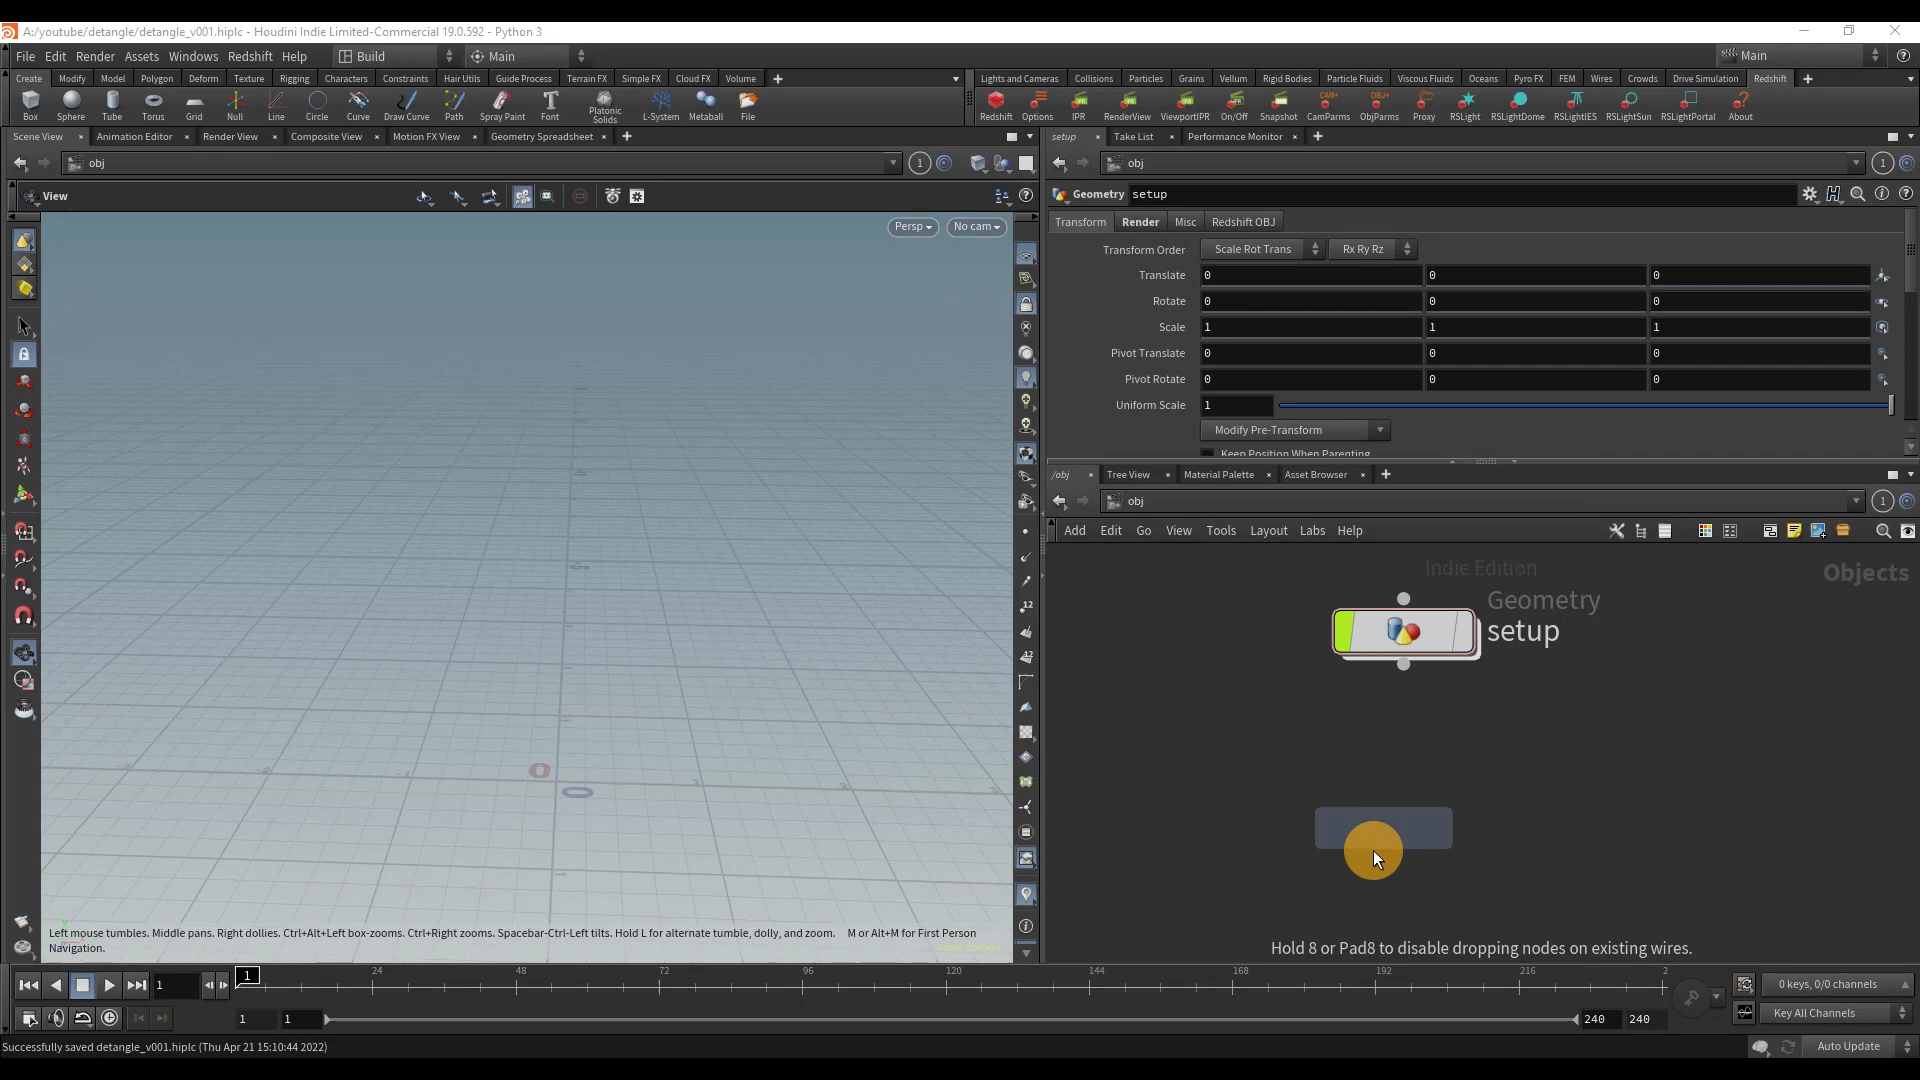 A:/youtube/detangle/detangle_v001.hiplc - Houdini Indie Limited-Commercial 19.0.592 - Python 3
File Edit Render Assets Windows Redshift Help Build Main Main
Create Modify Model Polygon Deform Texture Rigging Characters Constraints Hair Utils Guide Process Terrain FX Simple FX Cloud FX Volume
Lights and Cameras Collisions Particles Grains Vellum Rigid Bodies Particle Fluids Viscous Fluids Oceans Pyro FX FEM Wires Crowds Drive Simulation Redshift
Box Sphere Tube Torus Grid Null Line Circle Curve Draw Curve Path Spray Paint Font Platonic Solids L-System Metaball File
Redshift Options IPR RenderView ViewportIPR On/Off Snapshot CamParms ObjParms Proxy RSLight RSLightDome RSLightIES RSLightSun RSLightPortal About
Scene View Animation Editor Render View Composite View Motion FX View Geometry Spreadsheet
setup Take List Performance Monitor
obj 1
obj 1
View
Geometry setup
Persp No cam
Transform Render Misc Redshift OBJ
Transform Order Scale Rot Trans Rx Ry Rz
Translate 0 0 0
Rotate 0 0 0
Scale 1 1 1
Pivot Translate 0 0 0
Pivot Rotate 0 0 0
Uniform Scale 1
Modify Pre-Transform
Keep Position When Parenting
/obj Tree View Material Palette Asset Browser
obj 1
Add Edit Go View Tools Layout Labs Help
Indie Edition
Objects
Geometry
setup
Hold 8 or Pad8 to disable dropping nodes on existing wires.
Left mouse tumbles. Middle pans. Right dollies. Ctrl+Alt+Left box-zooms. Ctrl+Right zooms. Spacebar-Ctrl-Left tilts. Hold L for alternate tumble, dolly, and zoom. M or Alt+M for First Person
Navigation.
Indie Edition
1 1 24 48 72 96 120 144 168 192 216 2
0 keys, 0/0 channels
1 1 240 240
Key All Channels
Successfully saved detangle_v001.hiplc (Thu Apr 21 15:10:44 2022)
Auto Update